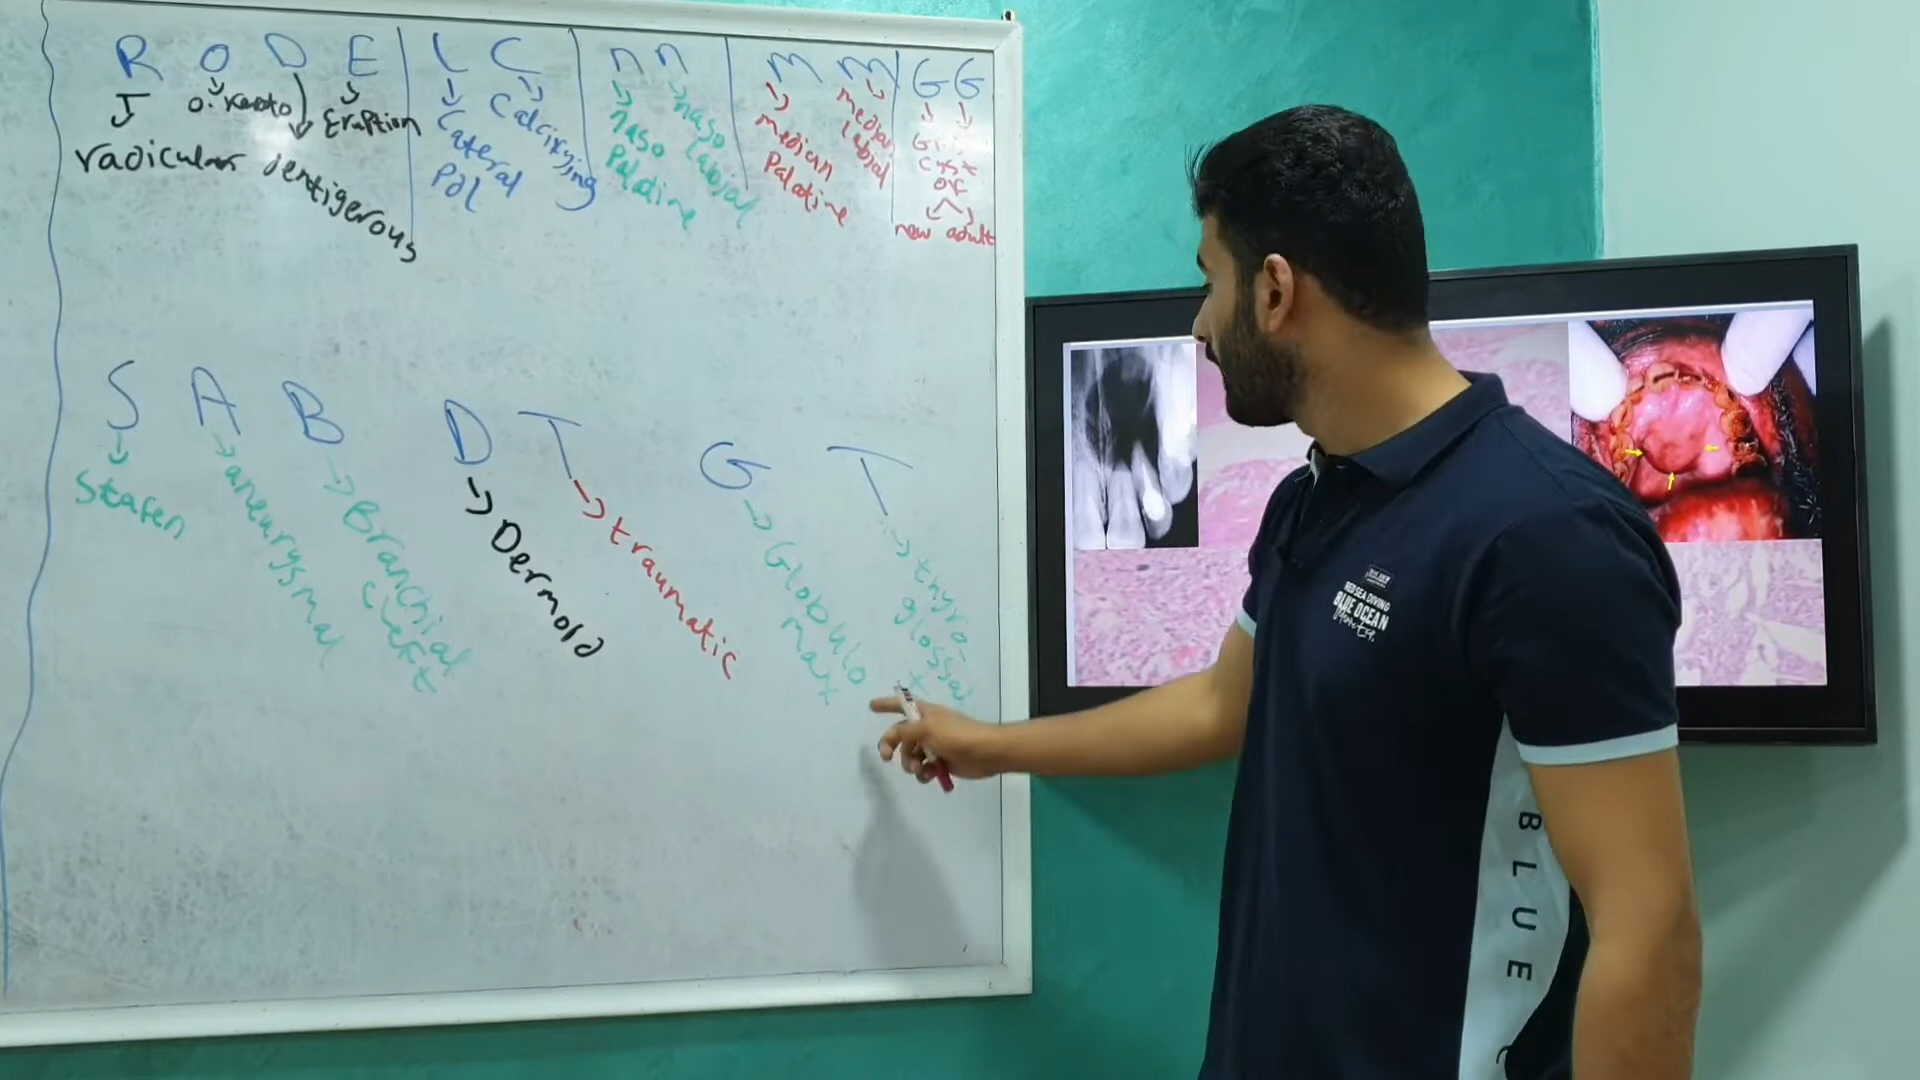 R O D E L C n n m m G G
O. Kerato Eruption Lateral Pdl Calcifying naso Palatine naso labial median Palatine median labial Gin. Cyst of new adult
radicular dentigerous
S A B D T G T
Stafen aneurysmal Branchial cleft Dermoid traumatic Globulo max thyro-glossal
RED SEA DIVING
BLUE OCEAN
BLUE